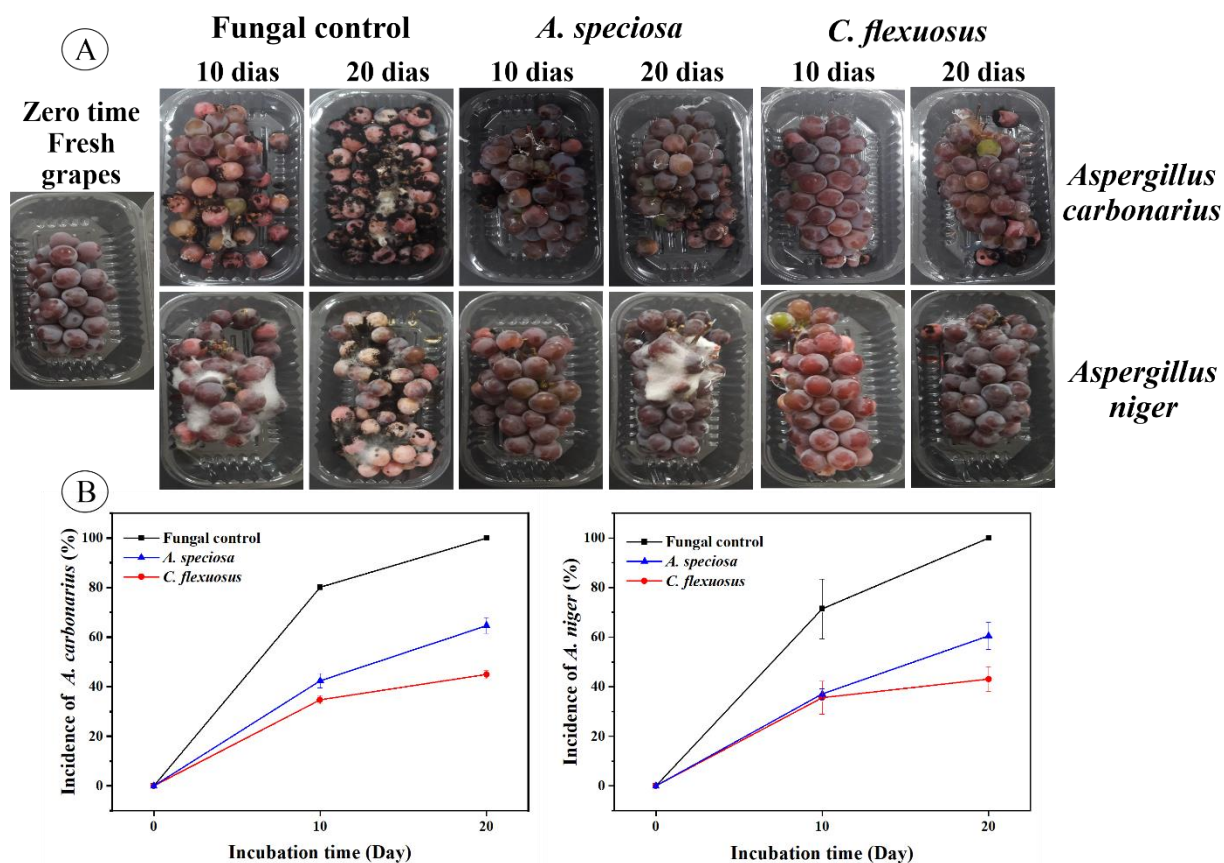 A
Fungal control
A. speciosa
C. flexuosus
10 dias
20 dias
10 dias
20 dias
10 dias
20 dias
Zero time
Fresh
grapes
Aspergillus
carbonarius
Aspergillus
niger
B
Incidence of A. carbonarius (%)
100
80
60
40
20
0
Fungal control
A. speciosa
C. flexuosus
0
10
20
Incubation time (Day)
Incidence of A. niger (%)
100
80
60
40
20
0
Fungal control
A. speciosa
C. flexuosus
0
10
20
Incubation time (Day)